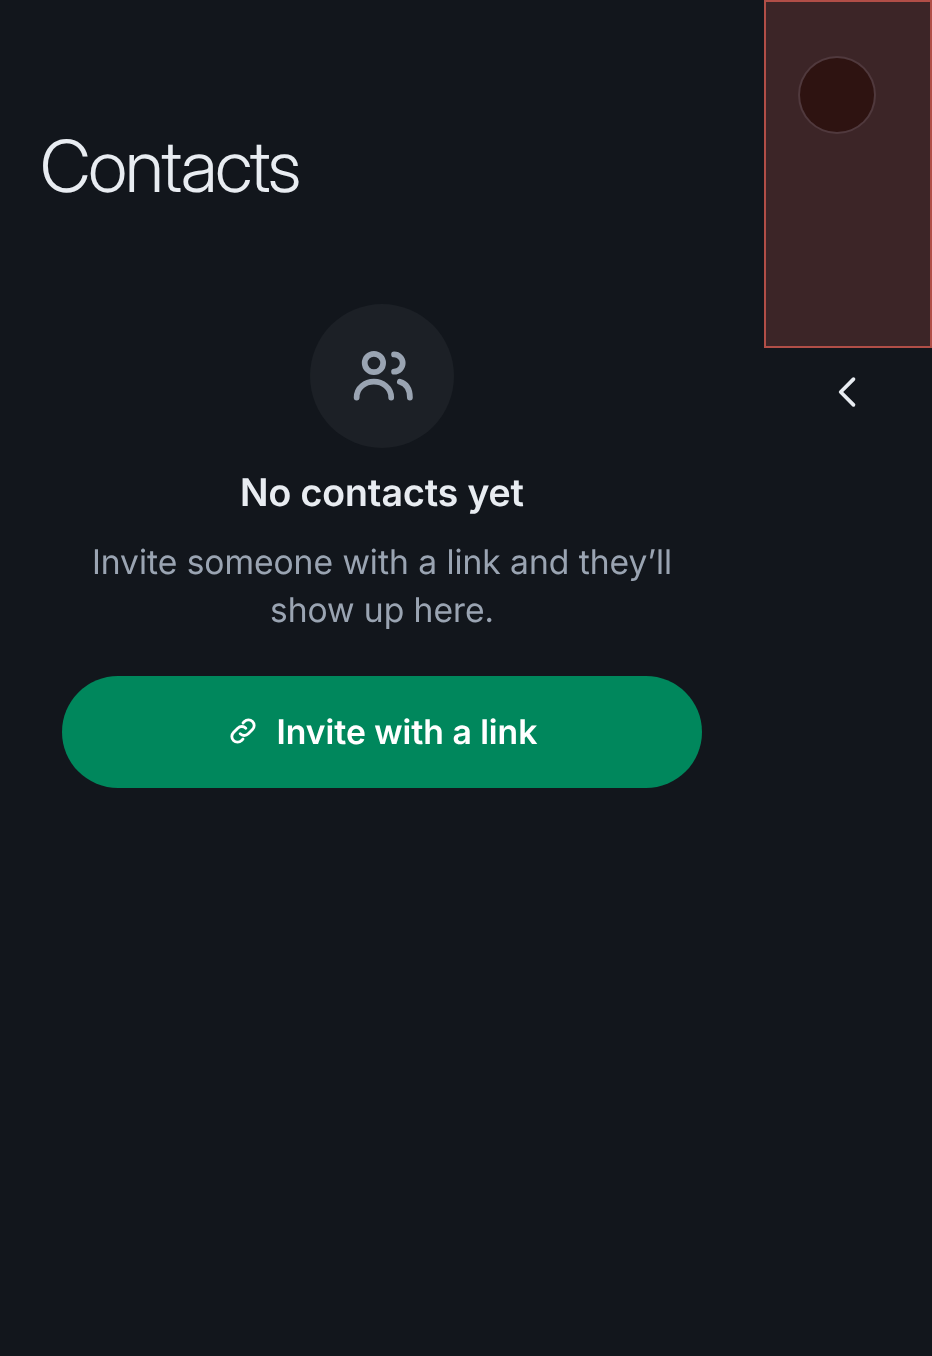 Contacts
No contacts yet
Invite someone with a link and they’ll
show up here.
Invite with a link